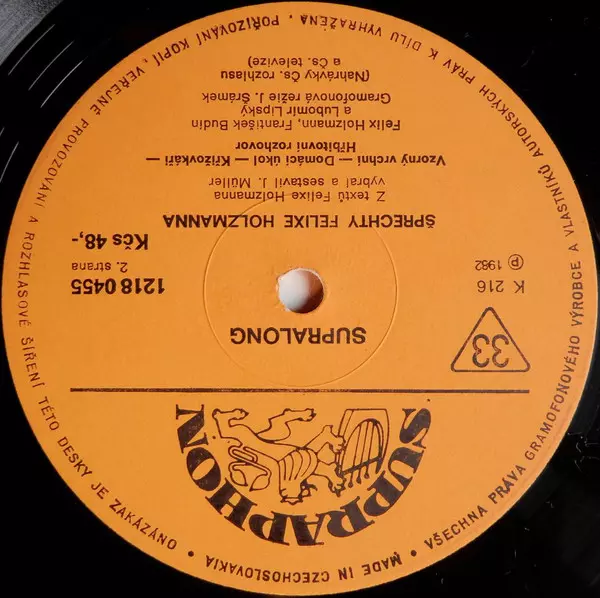 SUPRAPHON
33
SUPRALONG
K 216
℗ 1982
1218 0455
2. strana
Kčs 48,-
ŠPRECHTY FELIXE HOLZMANNA
Z textů Felixe Holzmanna
vybral a sestavil J. Müller
Vzorný vrchní — Domácí úkol — Křížovkáři —
Hřbitovní rozhovor
Felix Holzmann, František Budín
a Lubomír Lipský
Gramofonová režie J. Šrámek
(Nahrávky Čs. rozhlasu
a Čs. televize)
• VŠECHNA PRÁVA GRAMOFONOVÉHO VÝROBCE A VLASTNÍKŮ AUTORSKÝCH PRÁV K DÍLU VYHRAŽENA, POŘIZOVÁNÍ KOPIÍ, VEŘEJNÉ PROVOZOVÁNÍ A ROZHLASOVÉ ŠÍŘENÍ TÉTO DESKY JE ZAKÁZÁNO •
MADE IN CZECHOSLOVAKIA